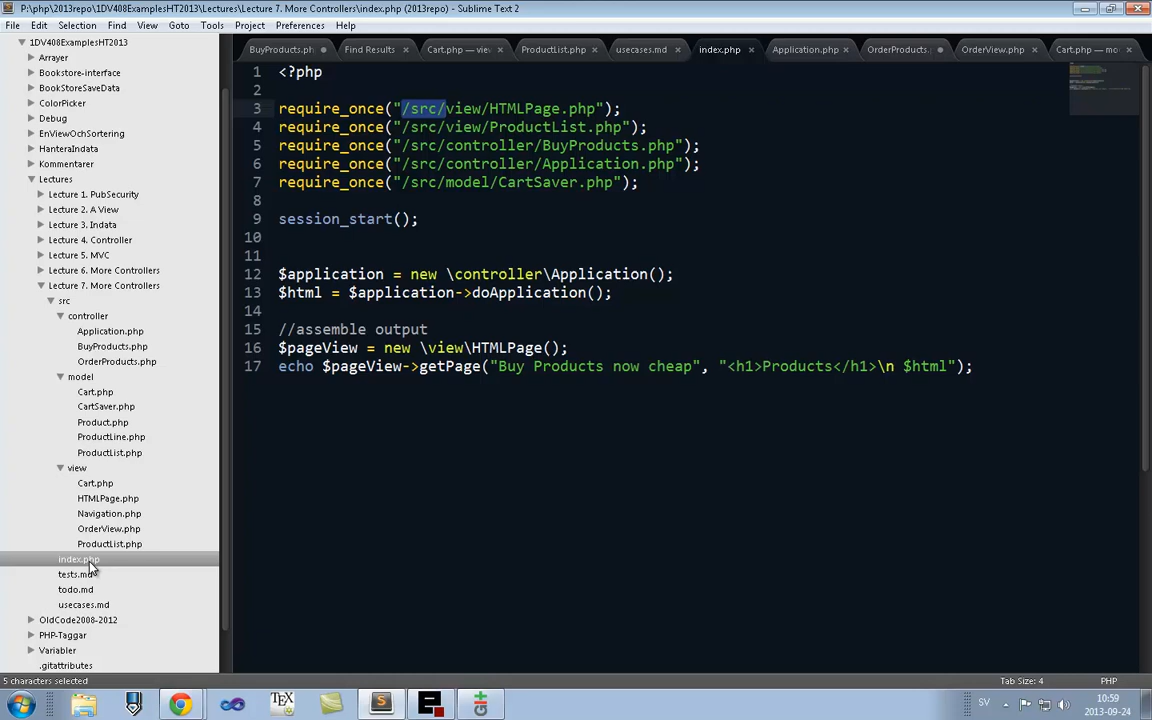 P:\php\2013repo\1DV408ExamplesHT2013\Lectures\Lecture 7. More Controllers\index.php (2013repo) - Sublime Text 2
File Edit Selection Find View Goto Tools Project Preferences Help
1DV408ExamplesHT2013
Arrayer
Bookstore-interface
BookStoreSaveData
ColorPicker
Debug
EnViewOchSortering
HanteraIndata
Kommentarer
Lectures
Lecture 1. PubSecurity
Lecture 2. A View
Lecture 3. Indata
Lecture 4. Controller
Lecture 5. MVC
Lecture 6. More Controllers
Lecture 7. More Controllers
src
controller
Application.php
BuyProducts.php
OrderProducts.php
model
Cart.php
CartSaver.php
Product.php
ProductLine.php
ProductList.php
view
Cart.php
HTMLPage.php
Navigation.php
OrderView.php
ProductList.php
index.php
tests.md
todo.md
usecases.md
OldCode2008-2012
PHP-Taggar
Variabler
.gitattributes
BuyProducts.ph Find Results Cart.php — view ProductList.php usecases.md index.php Application.php OrderProducts. OrderView.php Cart.php — mo
1 <?php
2
3 require_once("/src/view/HTMLPage.php");
4 require_once("/src/view/ProductList.php");
5 require_once("/src/controller/BuyProducts.php");
6 require_once("/src/controller/Application.php");
7 require_once("/src/model/CartSaver.php");
8
9 session_start();
10
11
12 $application = new \controller\Application();
13 $html = $application->doApplication();
14
15 //assemble output
16 $pageView = new \view\HTMLPage();
17 echo $pageView->getPage("Buy Products now cheap", "<h1>Products</h1>\n $html");
5 characters selected
Tab Size: 4 PHP
SV 10:59
2013-09-24